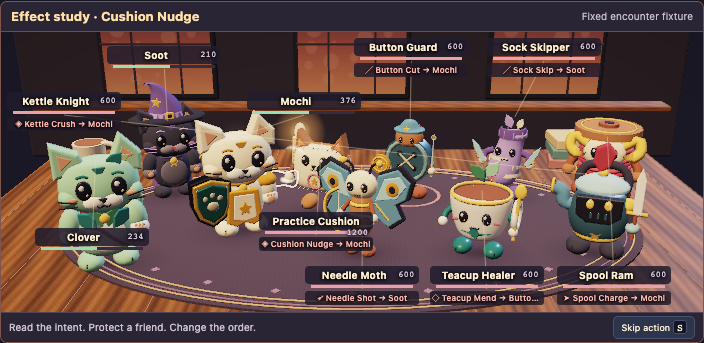 Effect study · Cushion Nudge
Fixed encounter fixture
Soot 210
Button Guard 600
Button Cut → Mochi
Sock Skipper 600
Sock Skip → Soot
Kettle Knight 600
Kettle Crush → Mochi
Mochi 376
Practice Cushion
1200
Cushion Nudge → Mochi
Clover 234
Needle Moth 600
Needle Shot → Soot
Teacup Healer 600
Teacup Mend → Butto...
Spool Ram 600
Spool Charge → Mochi
Read the intent. Protect a friend. Change the order.
Skip action S